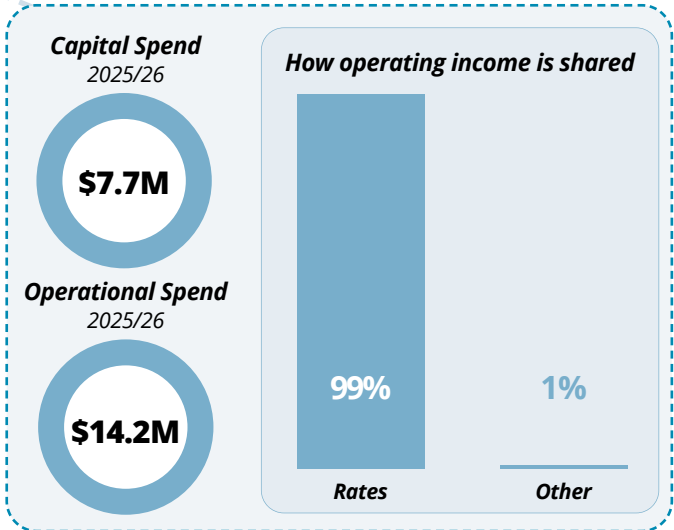 Capital Spend
2025/26
$7.7M
Operational Spend
2025/26
$14.2M
How operating income is shared
99%
1%
Rates
Other